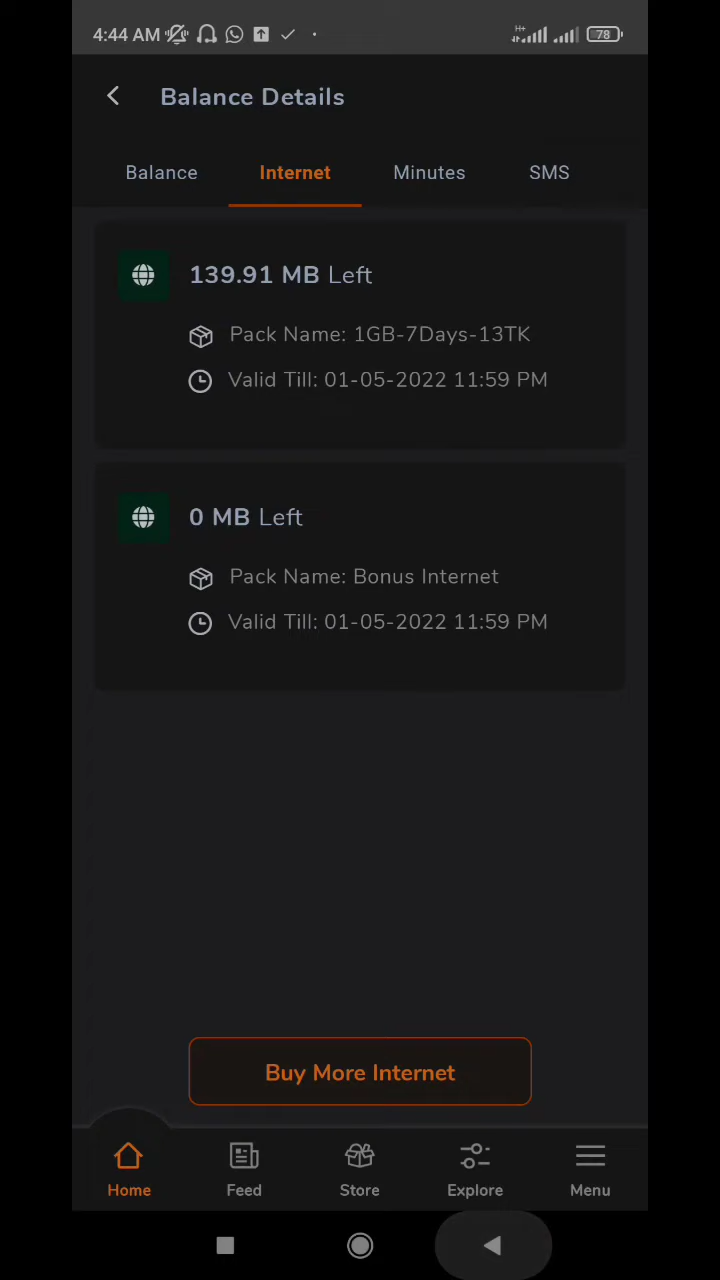 4:44 AM
H+
78
Balance Details
Balance Internet Minutes SMS
139.91 MB Left
Pack Name: 1GB-7Days-13TK
Valid Till: 01-05-2022 11:59 PM
0 MB Left
Pack Name: Bonus Internet
Valid Till: 01-05-2022 11:59 PM
Buy More Internet
Home Feed Store Explore Menu